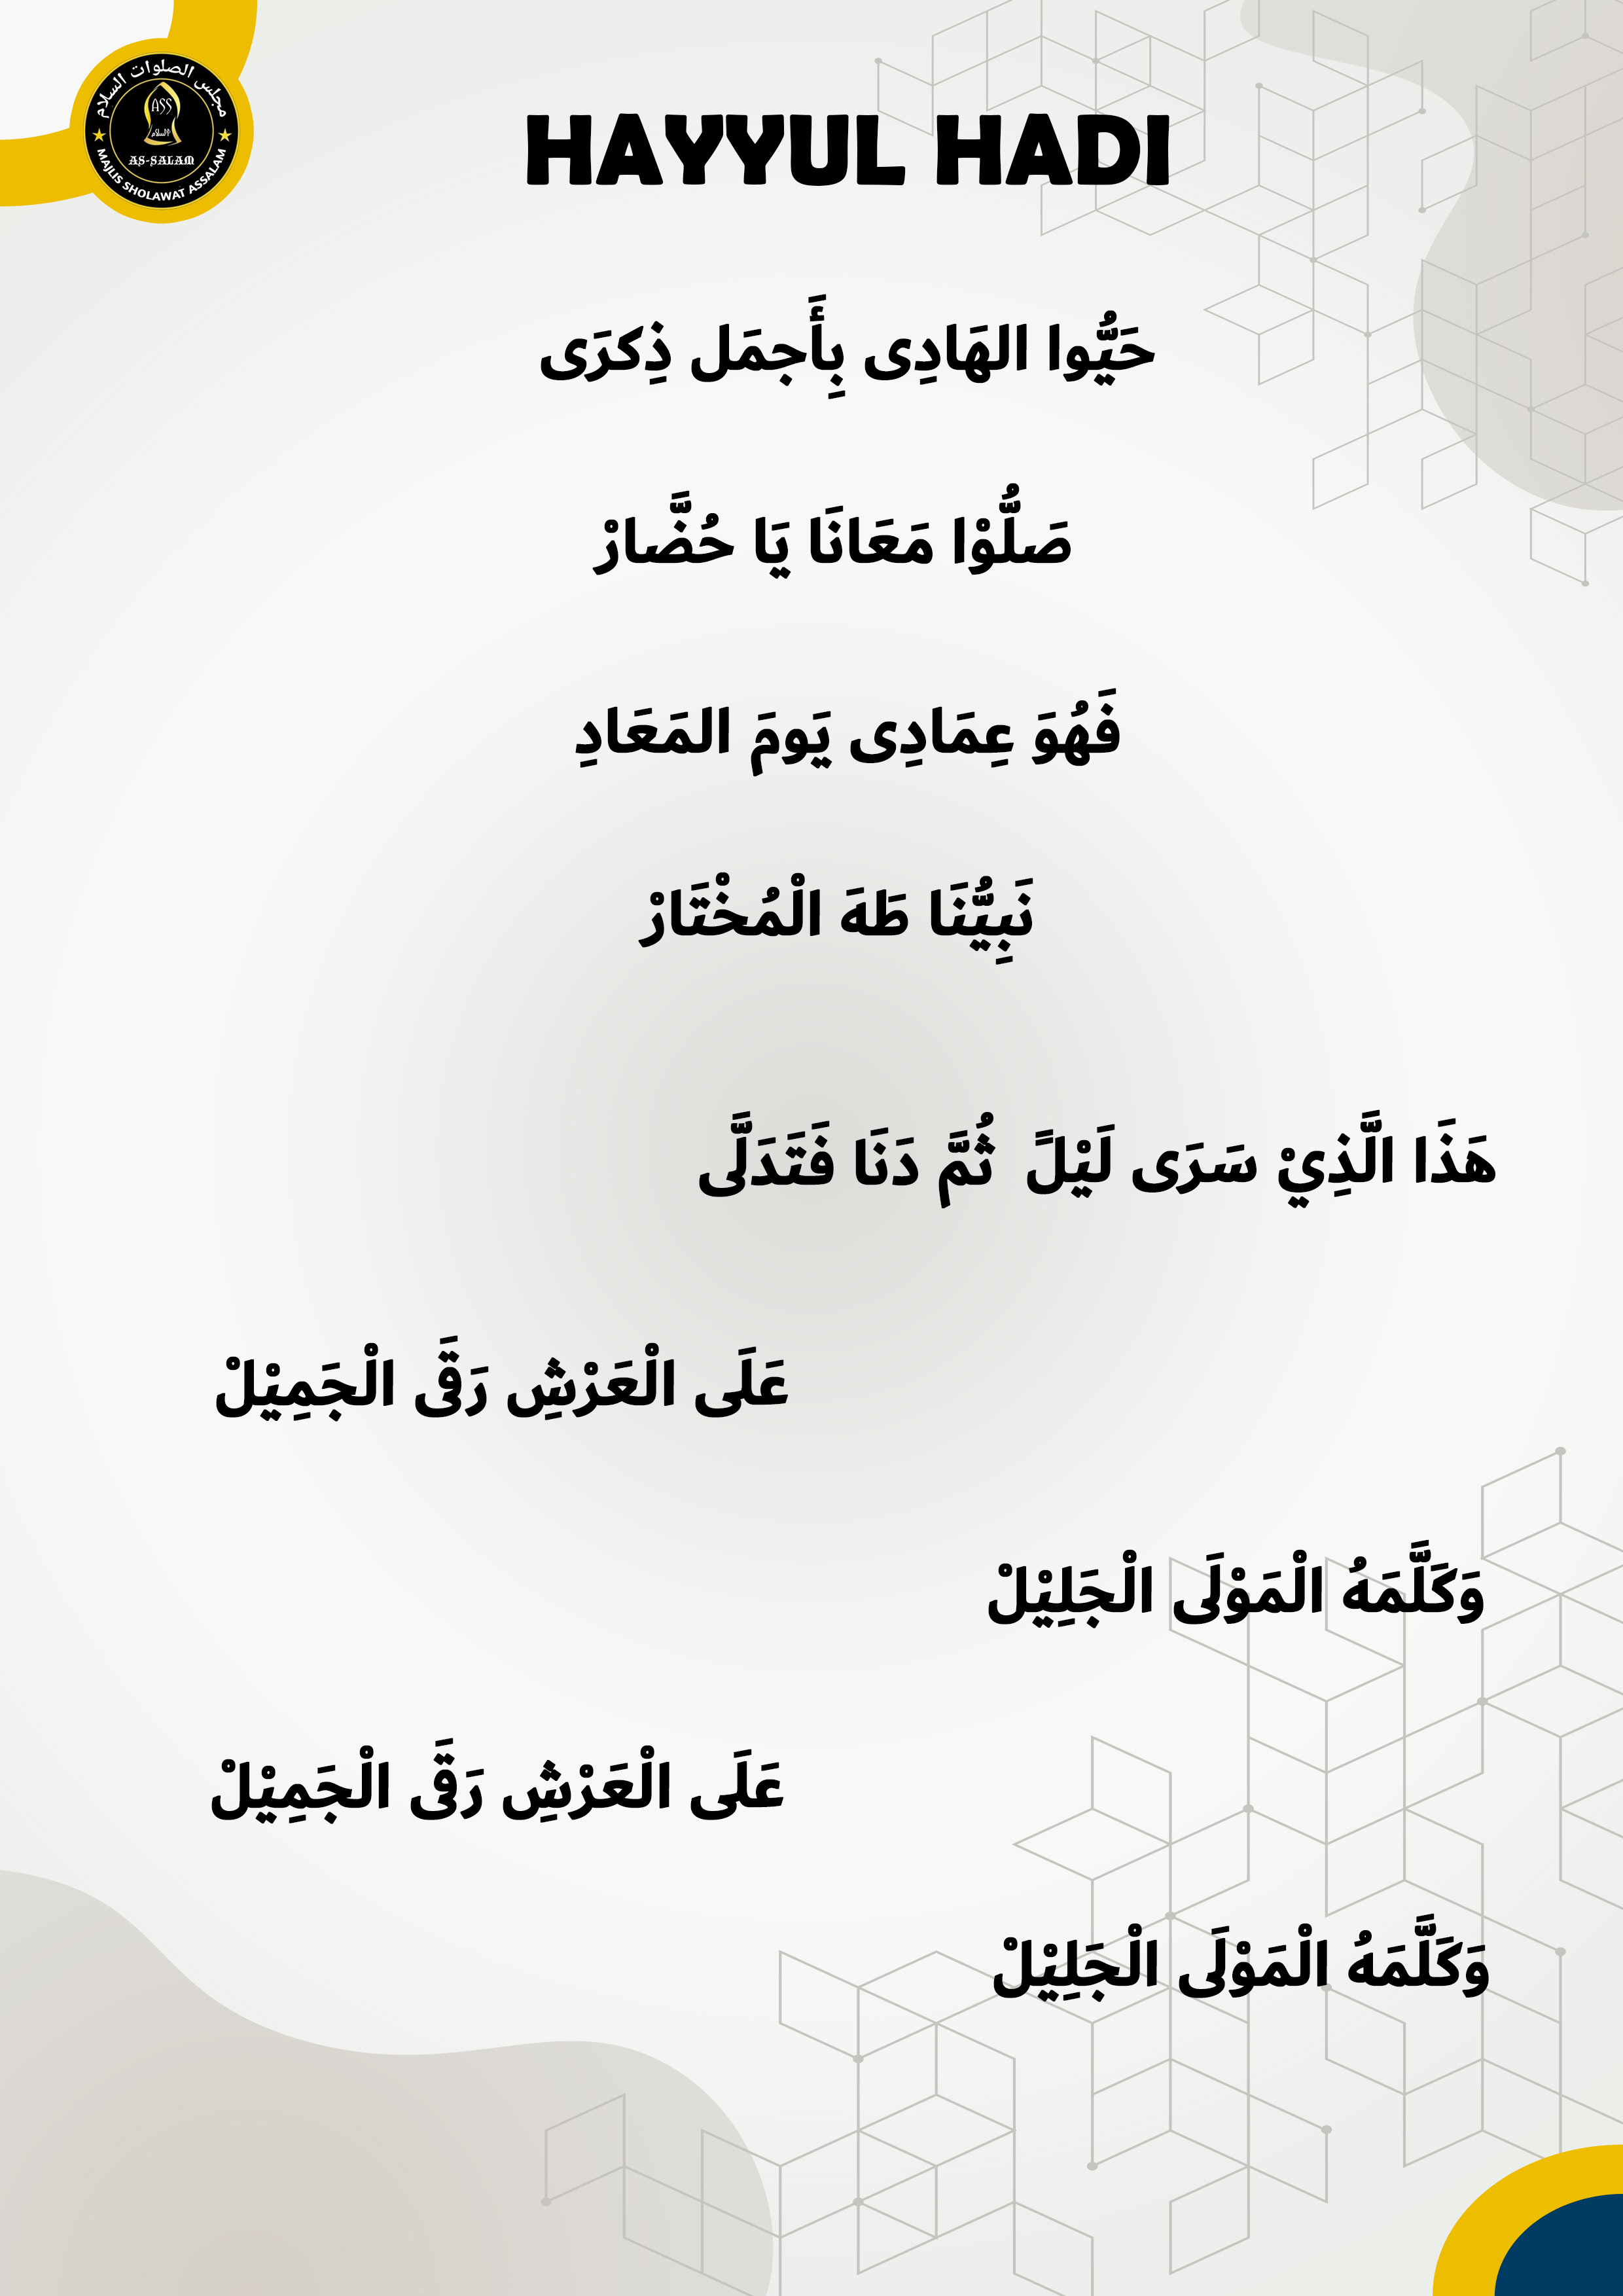 مجلس الصلوات السلام
ASS
السلام
AS-SALAM
MAJLIS SHOLAWAT ASSALAM
HAYYUL HADI
حَيُّوا الهَادِى بِأَجمَل ذِكرَى
صَلُّوْا مَعَانَا يَا حُضَّارْ
فَهُوَ عِمَادِى يَومَ المَعَادِ
نَبِيُّنَا طَهَ الْمُخْتَارْ
هَذَا الَّذِيْ سَرَى لَيْلً ثُمَّ دَنَا فَتَدَلَّى
عَلَى الْعَرْشِ رَقَى الْجَمِيْلْ
وَكَلَّمَهُ الْمَوْلَى الْجَلِيْلْ
عَلَى الْعَرْشِ رَقَى الْجَمِيْلْ
وَكَلَّمَهُ الْمَوْلَى الْجَلِيْلْ